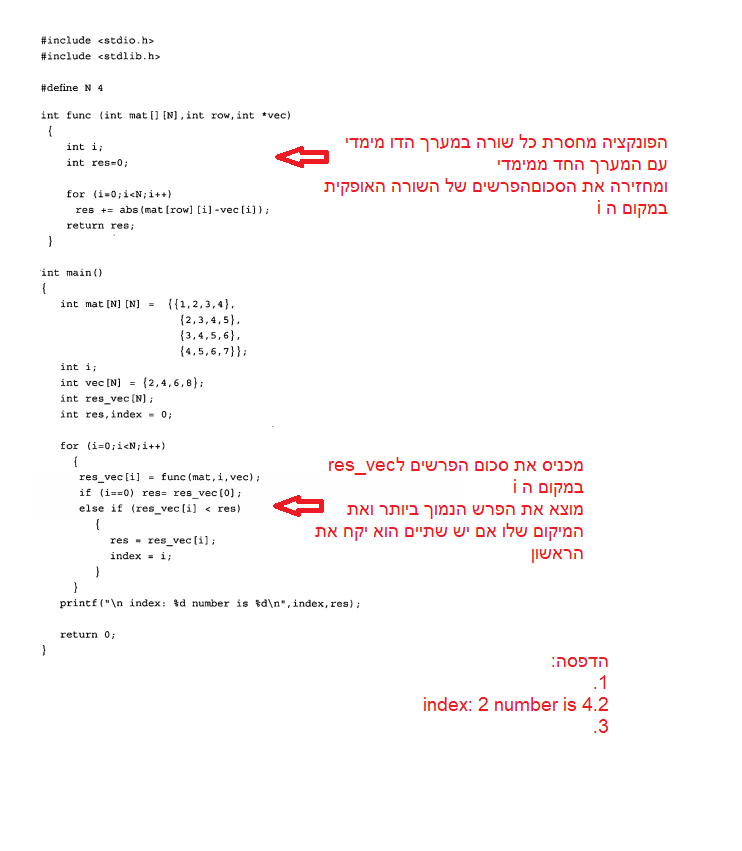 #include <stdio.h>
#include <stdlib.h>
#define N 4
int func (int mat[][N],int row,int *vec)
{
int i;
int res=0;
for (i=0;i<N;i++)
res += abs(mat[row][i]-vec[i]);
return res;
}
הפונקציה מחסרת כל שורה במערך הדו מימדי
עם המערך החד ממימדי
ומחזירה את הסכוםהפרשים של השורה האופקית
במקום ה i
int main()
{
int mat[N][N] = {{1,2,3,4},
{2,3,4,5},
{3,4,5,6},
{4,5,6,7}};
int i;
int vec[N] = {2,4,6,8};
int res_vec[N];
int res,index = 0;
for (i=0;i<N;i++)
{
res_vec[i] = func(mat,i,vec);
if (i==0) res= res_vec[0];
else if (res_vec[i] < res)
{
res = res_vec[i];
index = i;
}
}
printf("\n index: %d number is %d\n",index,res);
return 0;
}
מכניס את סכום הפרשים לres_vec
במקום ה i
מוצא את הפרש הנמוך ביותר ואת
המיקום שלו אם יש שתיים הוא יקח את
הראשון
הדפסה:
.1
index: 2 number is 4.2
.3